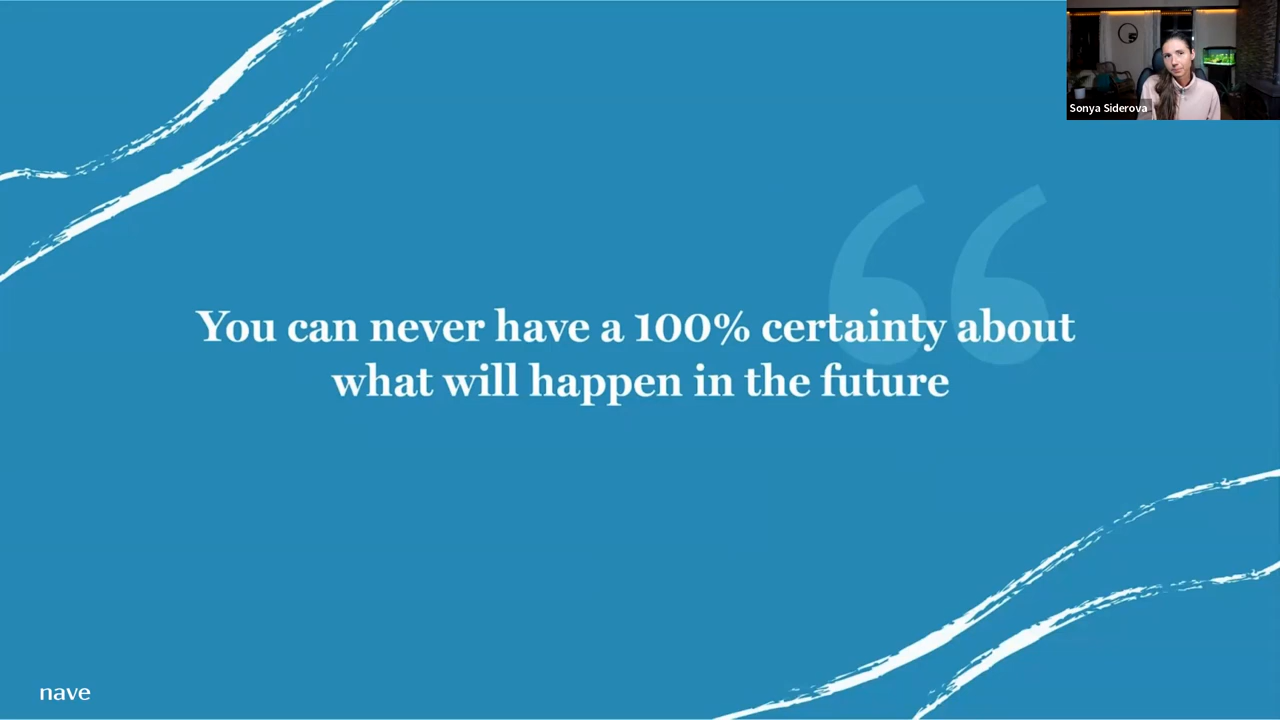 Sonya Siderova
You can never have a 100% certainty about
what will happen in the future
nave